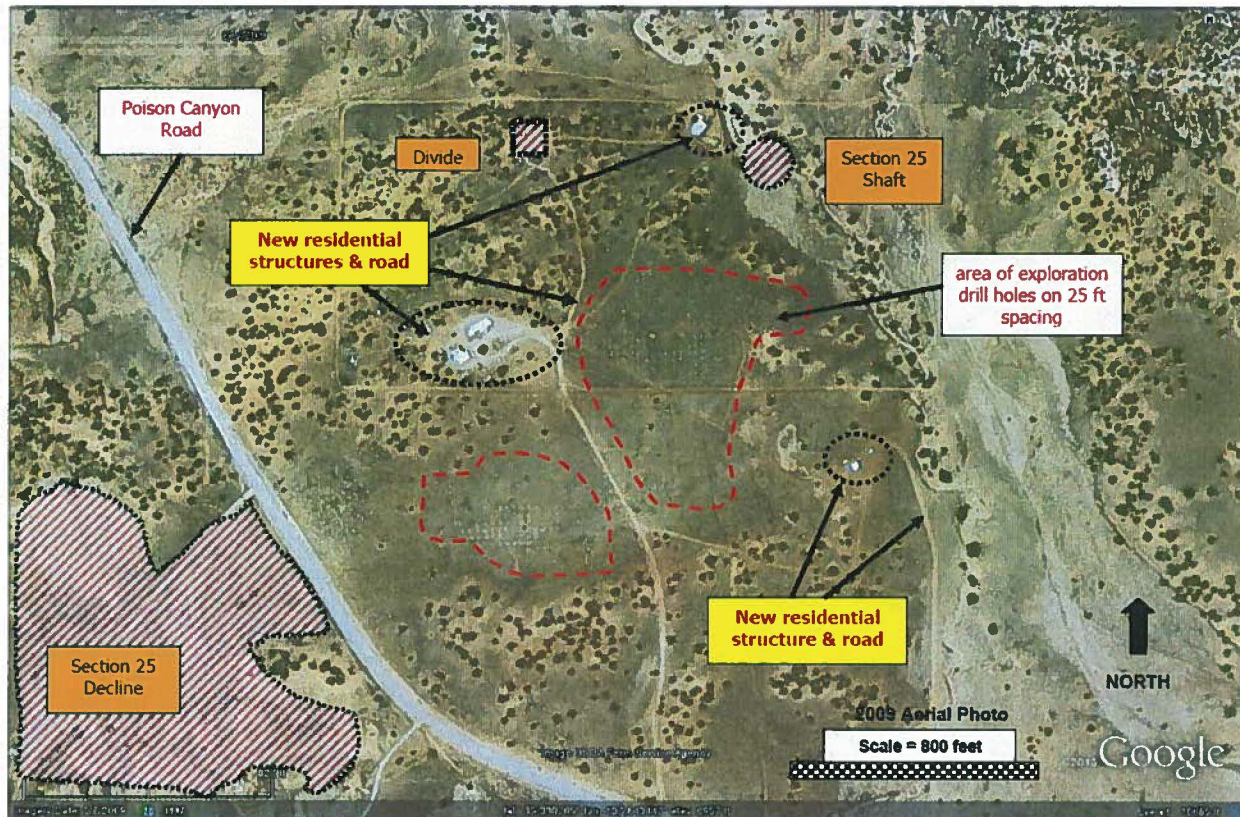 Poison Canyon
Road
Divide
Section 25
Shaft
New residential
structures & road
area of exploration
drill holes on 25 ft
spacing
New residential
structure & road
Section 25
Decline
NORTH
2009 Aerial Photo
Scale = 800 feet
Google